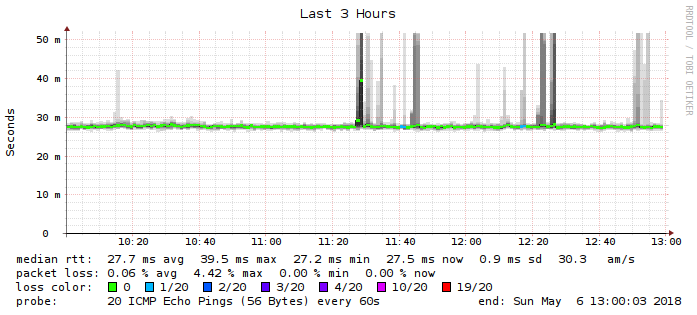 Last 3 Hours
RRDTOOL / TOBI OETIKER
Seconds
50 m
40 m
30 m
20 m
10 m
0
10:20 10:40 11:00 11:20 11:40 12:00 12:20 12:40 13:00
median rtt: 27.7 ms avg 39.5 ms max 27.2 ms min 27.5 ms now 0.9 ms sd 30.3 am/s
packet loss: 0.06 % avg 4.42 % max 0.00 % min 0.00 % now
loss color: 0 1/20 2/20 3/20 4/20 10/20 19/20
probe: 20 ICMP Echo Pings (56 Bytes) every 60s end: Sun May 6 13:00:03 2018